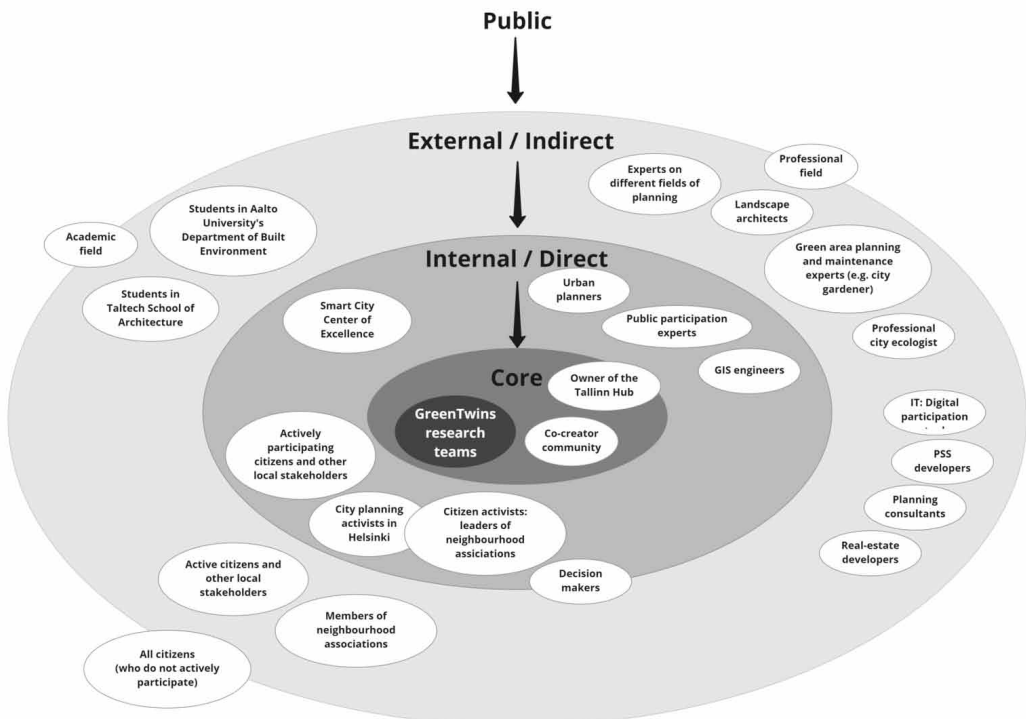 Public
External / Indirect
Professional
field
Experts on
different fields of
planning
Landscape
architects
Students in Aalto
University's
Department of Built
Environment
Academic
field
Green area planning
and maintenance
experts (e.g. city
gardener)
Internal / Direct
Urban
planners
Students in
Taltech School of
Architecture
Smart City
Center of
Excellence
Public participation
experts
Professional
city ecologist
GIS engineers
Core
Owner of the
Tallinn Hub
GreenTwins
research
teams
Co-creator
community
IT: Digital
participation
Actively
participating
citizens and other
local stakeholders
PSS
developers
City planning
activists in
Helsinki
Citizen activists:
leaders of
neighbourhood
assiciations
Planning
consultants
Real-estate
developers
Active citizens and
other local
stakeholders
Decision
makers
Members of
neighbourhood
associations
All citizens
(who do not actively
participate)